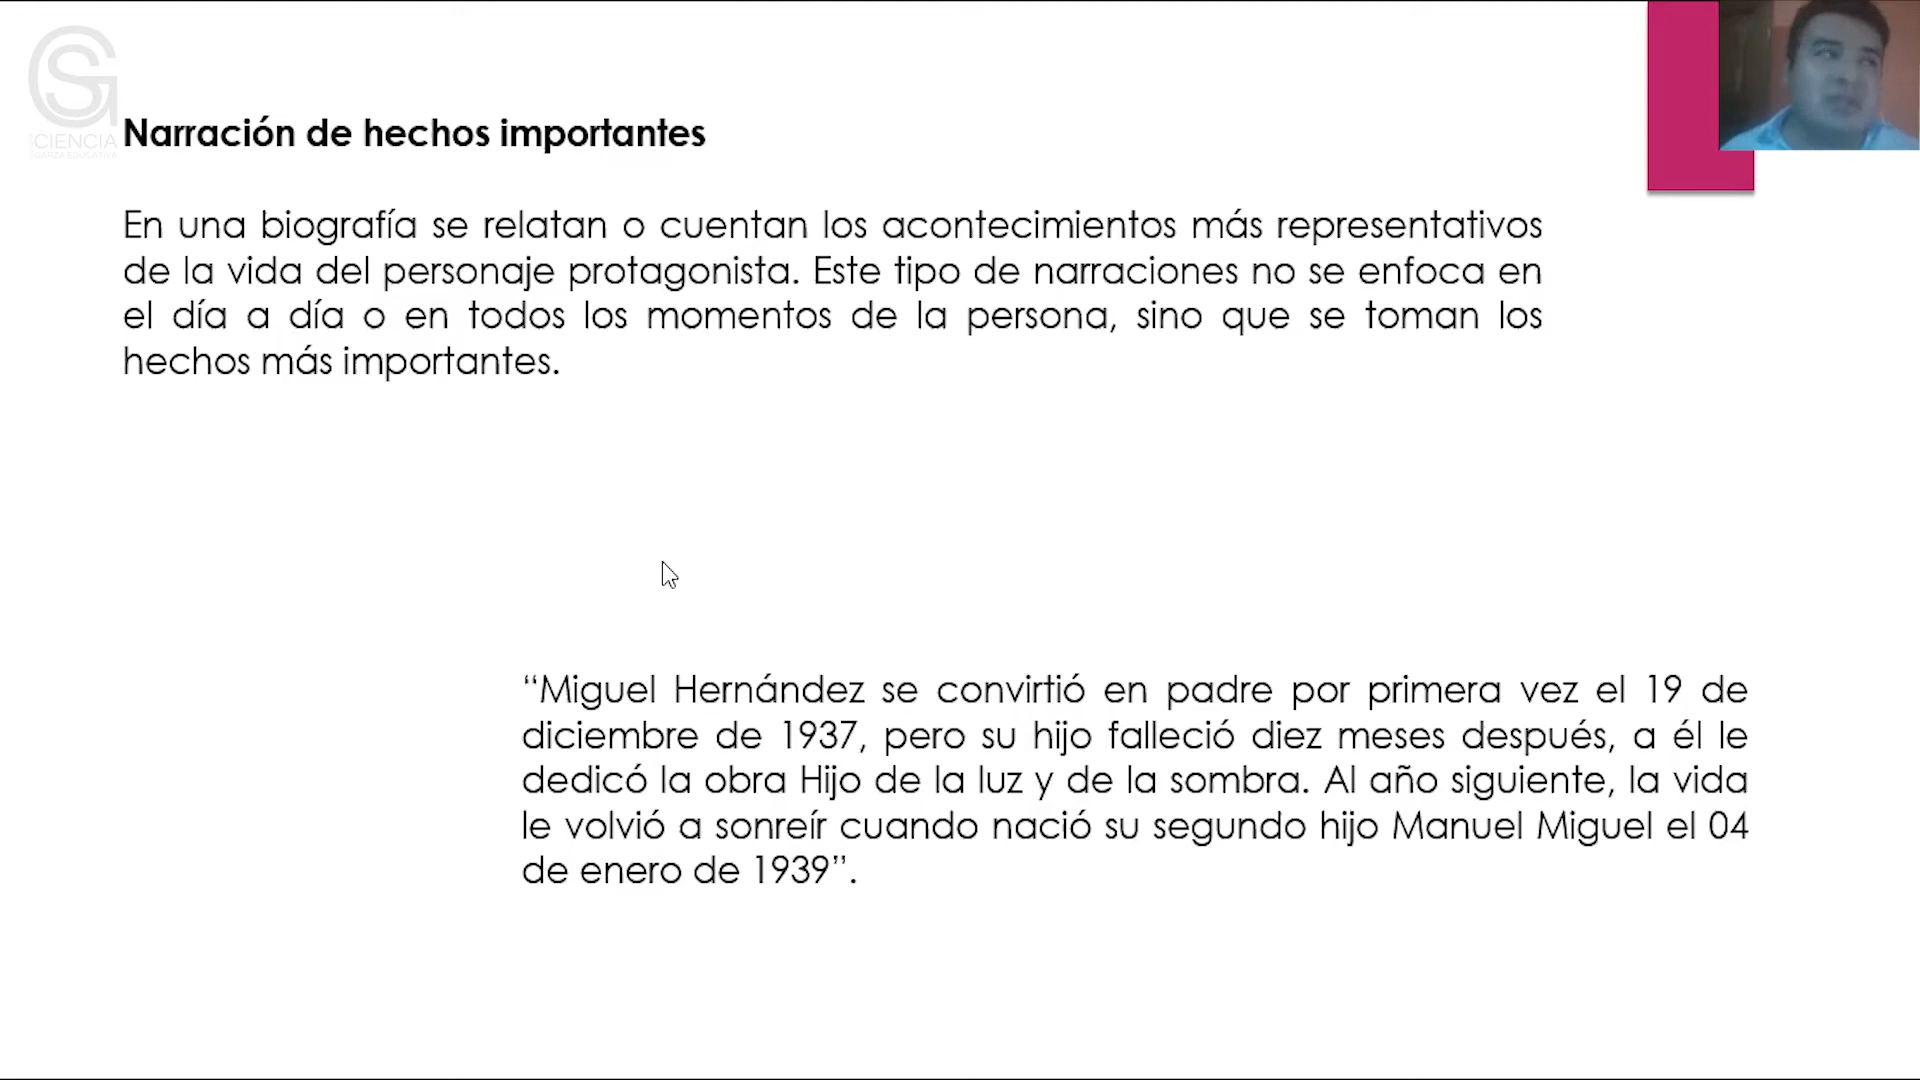 CIENCIA
GARZA EDUCATIVA
Narración de hechos importantes
En una biografía se relatan o cuentan los acontecimientos más representativos
de la vida del personaje protagonista. Este tipo de narraciones no se enfoca en
el día a día o en todos los momentos de la persona, sino que se toman los
hechos más importantes.
“Miguel Hernández se convirtió en padre por primera vez el 19 de
diciembre de 1937, pero su hijo falleció diez meses después, a él le
dedicó la obra Hijo de la luz y de la sombra. Al año siguiente, la vida
le volvió a sonreír cuando nació su segundo hijo Manuel Miguel el 04
de enero de 1939”.